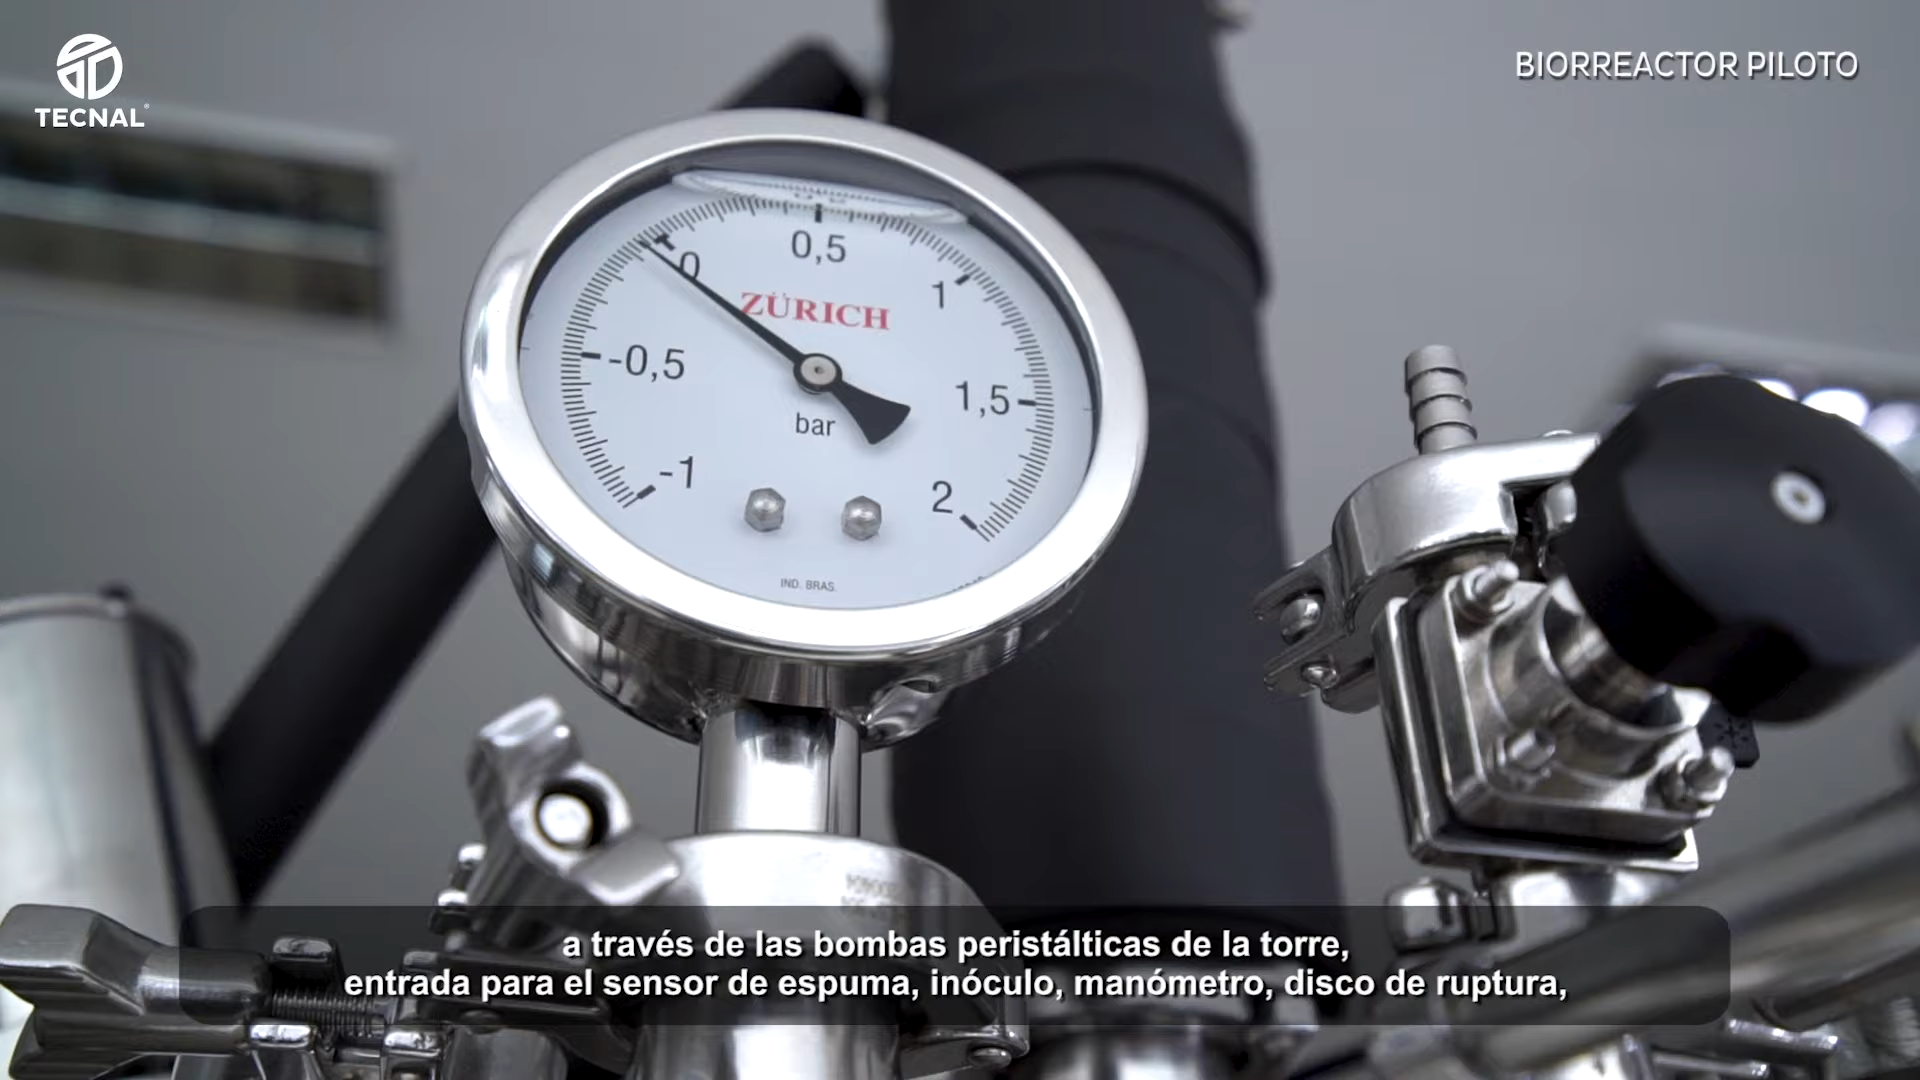 TECNAL
BIORREACTOR PILOTO
0,5
0
1
ZÜRICH
-0,5
1,5
bar
-1
2
IND. BRAS.
a través de las bombas peristálticas de la torre,
entrada para el sensor de espuma, inóculo, manómetro, disco de ruptura,